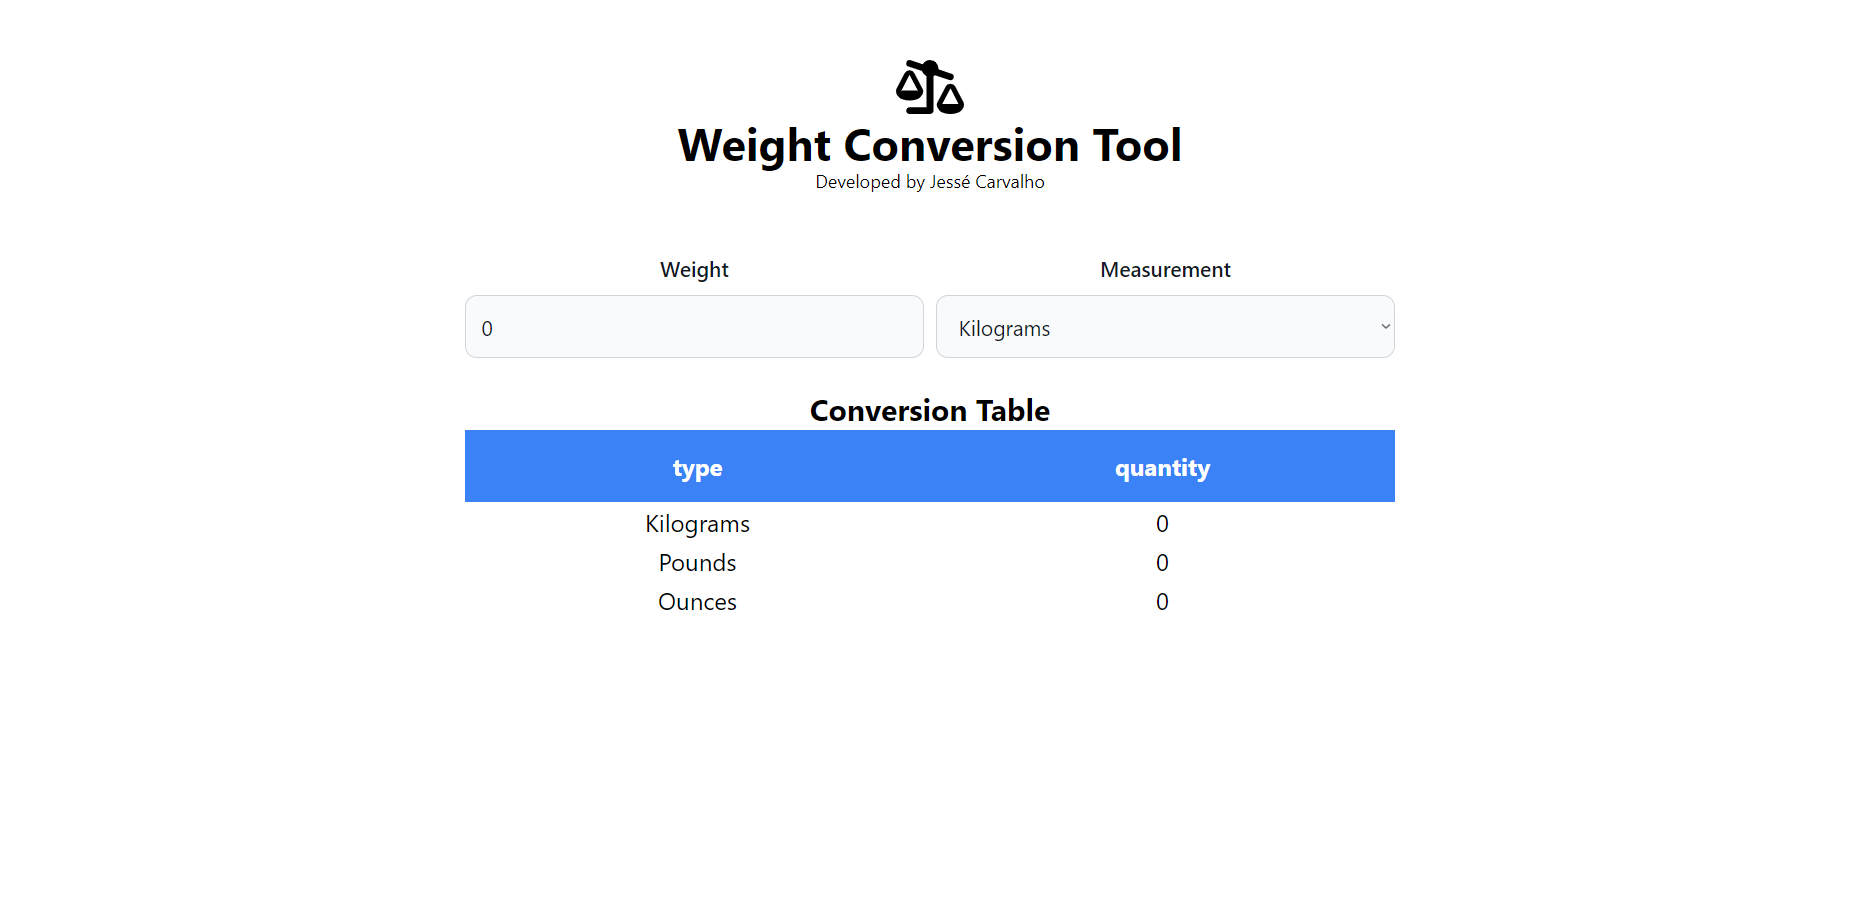 Weight Conversion Tool
Developed by Jessé Carvalho
Weight Measurement
0 Kilograms
Conversion Table
type quantity
Kilograms 0
Pounds 0
Ounces 0